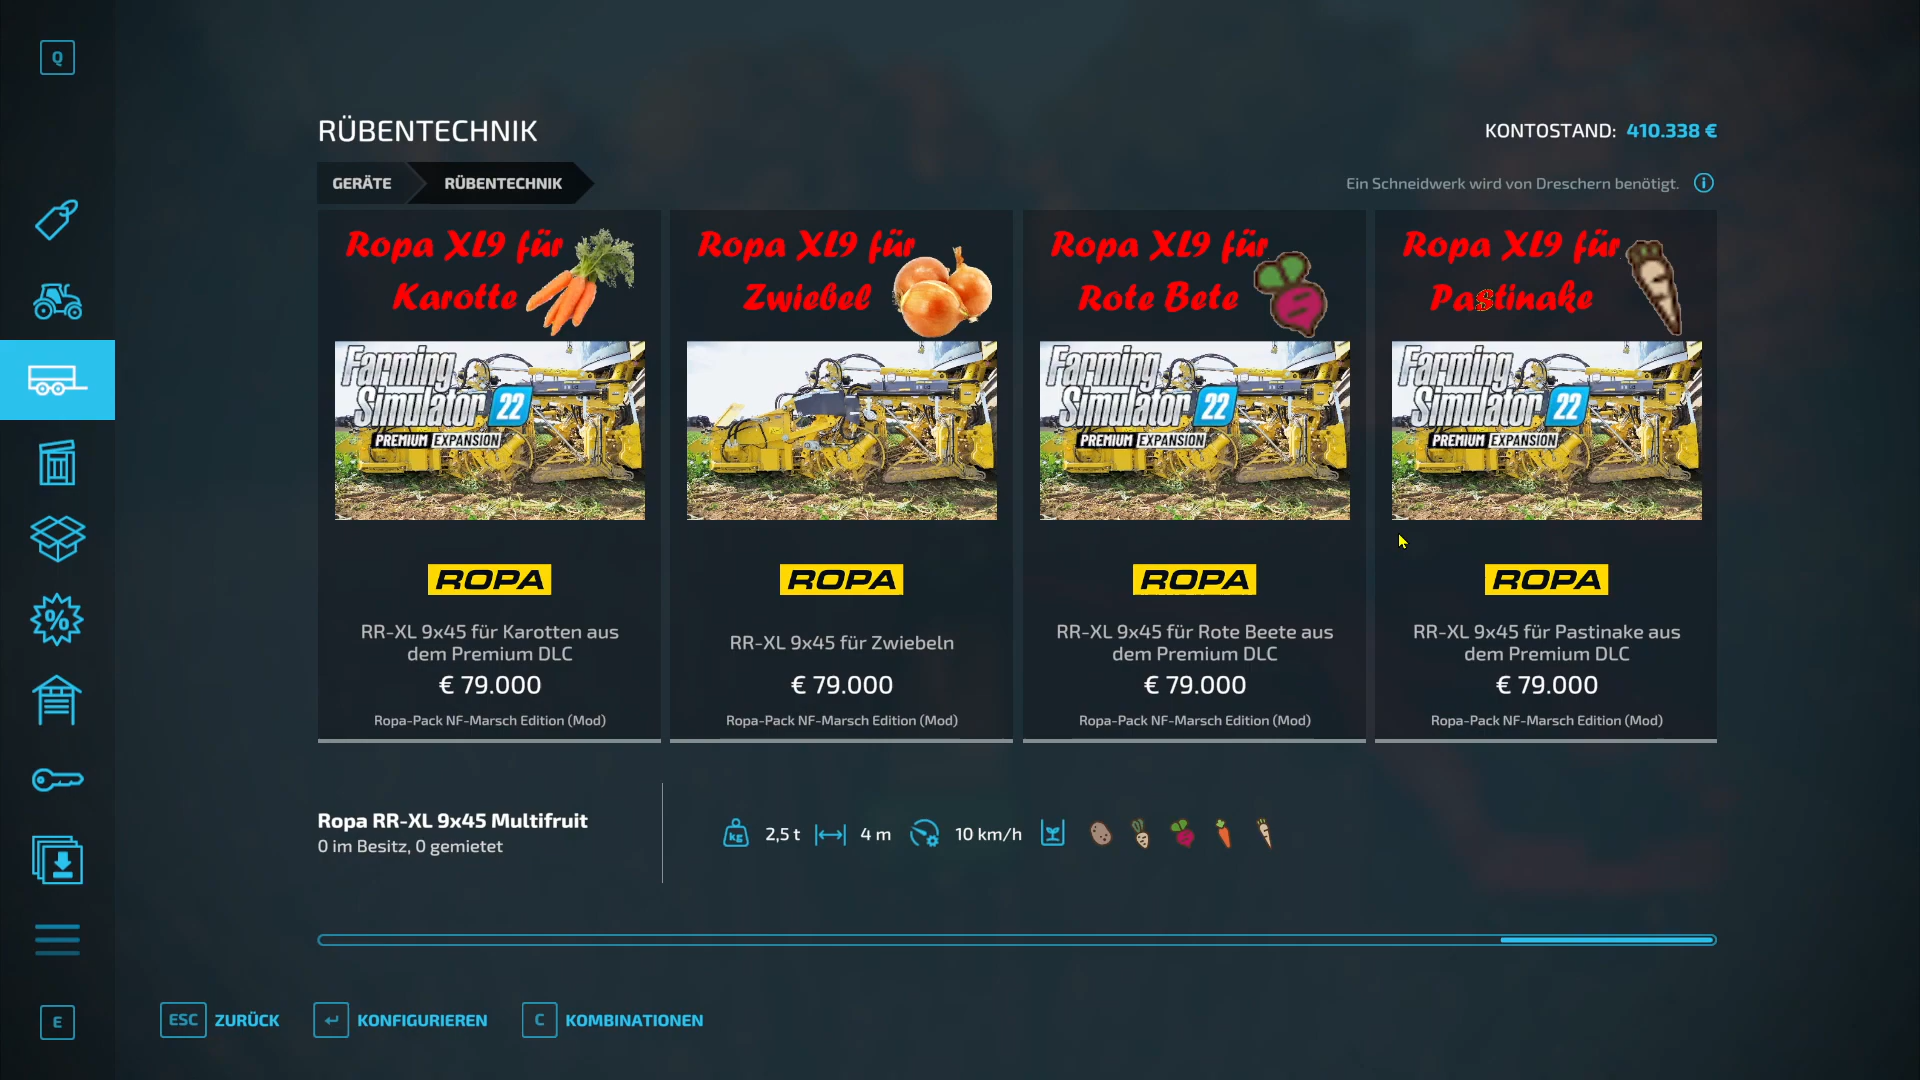 Q
RÜBENTECHNIK
KONTOSTAND: 410.338 €
GERÄTE
RÜBENTECHNIK
Ein Schneidwerk wird von Dreschern benötigt.
Ropa XL9 für
Karotte
Farming
Simulator 22
PREMIUM EXPANSION
ROPA
RR-XL 9x45 für Karotten aus
dem Premium DLC
€ 79.000
Ropa-Pack NF-Marsch Edition (Mod)
Ropa XL9 für
Zwiebel
ROPA
RR-XL 9x45 für Zwiebeln
€ 79.000
Ropa-Pack NF-Marsch Edition (Mod)
Ropa XL9 für
Rote Bete
Farming
Simulator 22
PREMIUM EXPANSION
ROPA
RR-XL 9x45 für Rote Beete aus
dem Premium DLC
€ 79.000
Ropa-Pack NF-Marsch Edition (Mod)
Ropa XL9 für
Pastinake
Farming
Simulator 22
PREMIUM EXPANSION
ROPA
RR-XL 9x45 für Pastinake aus
dem Premium DLC
€ 79.000
Ropa-Pack NF-Marsch Edition (Mod)
Ropa RR-XL 9x45 Multifruit
0 im Besitz, 0 gemietet
kg 2,5 t 4 m 10 km/h
E
ESC ZURÜCK
KONFIGURIEREN
C KOMBINATIONEN